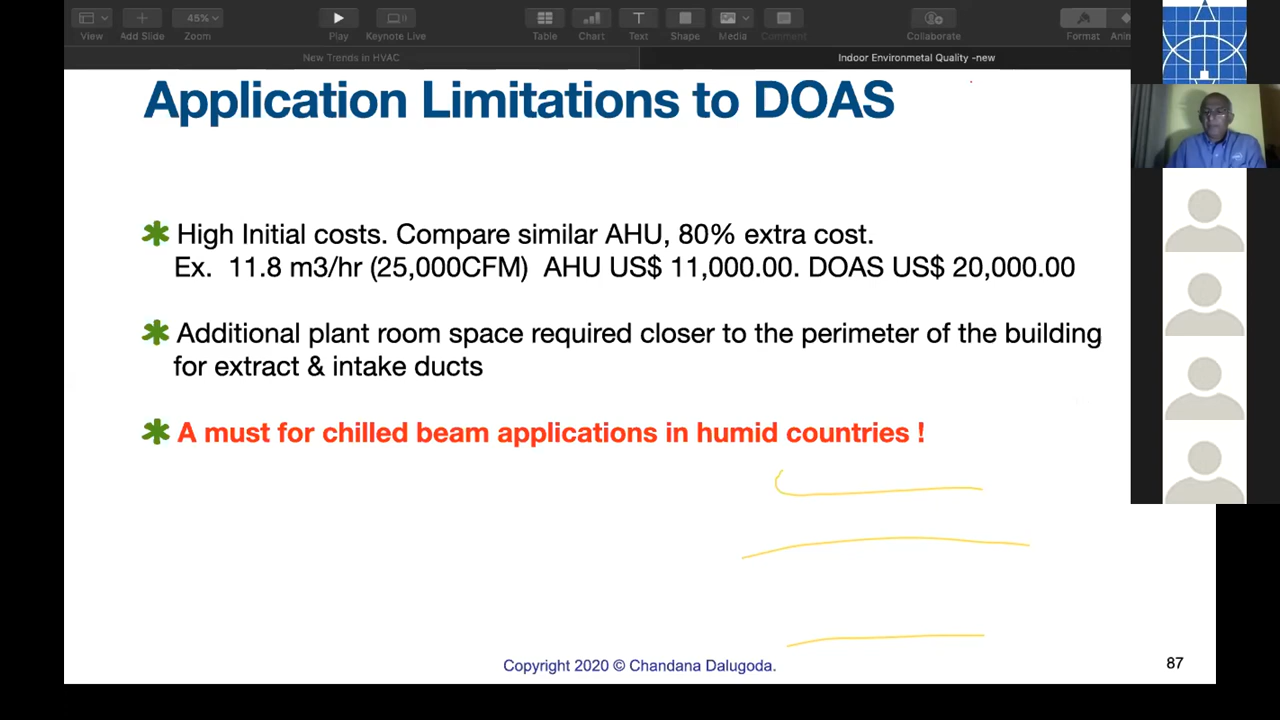 View
Add Slide
45%
Zoom
Play
Keynote Live
Table
Chart
Text
Shape
Media
Comment
Collaborate
Format
Ani
New Trends in HVAC
Indoor Environmetal Quality -new
Application Limitations to DOAS
High Initial costs. Compare similar AHU, 80% extra cost.
Ex. 11.8 m3/hr (25,000CFM) AHU US$ 11,000.00. DOAS US$ 20,000.00
Additional plant room space required closer to the perimeter of the building
for extract & intake ducts
A must for chilled beam applications in humid countries !
Copyright 2020 © Chandana Dalugoda.
87